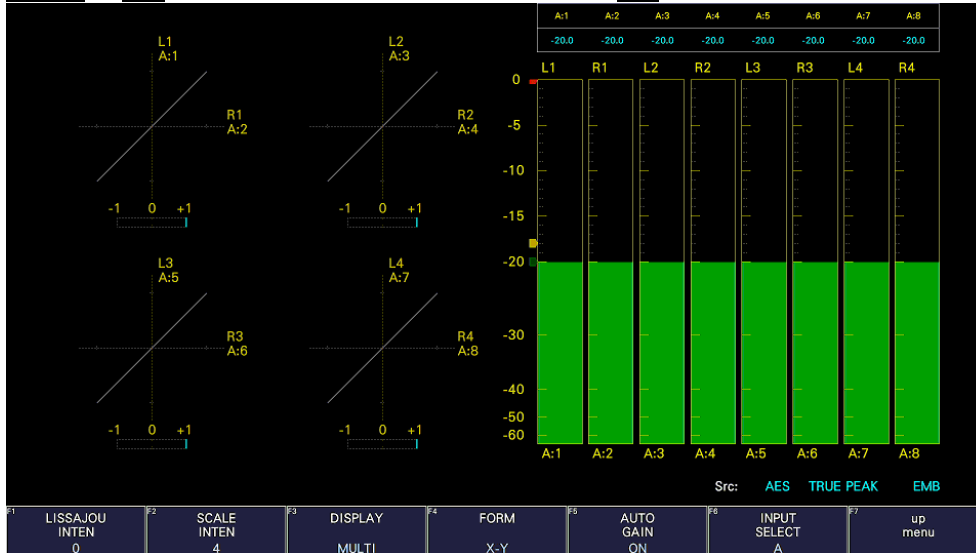 A:1 A:2 A:3 A:4 A:5 A:6 A:7 A:8
-20.0 -20.0 -20.0 -20.0 -20.0 -20.0 -20.0 -20.0
L1
A:1
R1
A:2
-1 0 +1
L2
A:3
R2
A:4
-1 0 +1
L3
A:5
R3
A:6
-1 0 +1
L4
A:7
R4
A:8
-1 0 +1
L1 R1 L2 R2 L3 R3 L4 R4
0
-5
-10
-15
-20
-30
-40
-50
-60
A:1 A:2 A:3 A:4 A:5 A:6 A:7 A:8
Src: AES TRUE PEAK EMB
F1 LISSAJOU
INTEN
0
F2 SCALE
INTEN
4
F3 DISPLAY
MULTI
F4 FORM
X-Y
F5 AUTO
GAIN
ON
F6 INPUT
SELECT
A
F7 up
menu